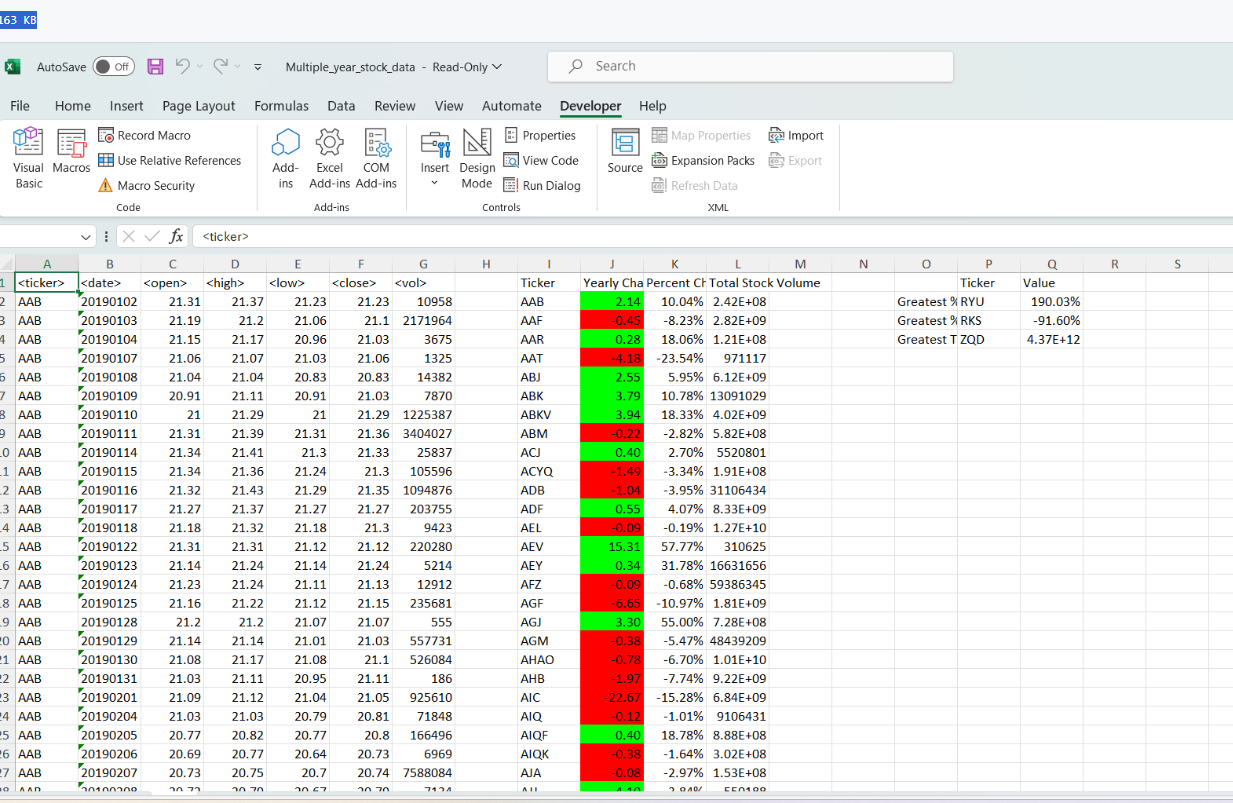 163 KB
AutoSave Off Multiple_year_stock_data - Read-Only Search
File Home Insert Page Layout Formulas Data Review View Automate Developer Help
Visual Basic Macros Record Macro Use Relative References Macro Security Code
Add-ins Excel Add-ins COM Add-ins Add-ins
Insert Design Mode Properties View Code Run Dialog Controls
Source Map Properties Expansion Packs Refresh Data Import Export XML
fx <ticker>
A B C D E F G H I J K L M N O P Q R S
1 <ticker> <date> <open> <high> <low> <close> <vol> Ticker Yearly Cha Percent Ch Total Stock Volume Ticker Value
2 AAB 20190102 21.31 21.37 21.23 21.23 10958 AAB 2.14 10.04% 2.42E+08 Greatest % RYU 190.03%
3 AAB 20190103 21.19 21.2 21.06 21.1 2171964 AAF -0.45 -8.23% 2.82E+09 Greatest % RKS -91.60%
4 AAB 20190104 21.15 21.17 20.96 21.03 3675 AAR 0.28 18.06% 1.21E+08 Greatest T ZQD 4.37E+12
5 AAB 20190107 21.06 21.07 21.03 21.06 1325 AAT -4.18 -23.54% 971117
6 AAB 20190108 21.04 21.04 20.83 20.83 14382 ABJ 2.55 5.95% 6.12E+09
7 AAB 20190109 20.91 21.11 20.91 21.03 7870 ABK 3.79 10.78% 13091029
8 AAB 20190110 21 21.29 21 21.29 1225387 ABKV 3.94 18.33% 4.02E+09
9 AAB 20190111 21.31 21.39 21.31 21.36 3404027 ABM -0.22 -2.82% 5.82E+08
0 AAB 20190114 21.34 21.41 21.3 21.33 25837 ACJ 0.40 2.70% 5520801
1 AAB 20190115 21.34 21.36 21.24 21.3 105596 ACYQ -1.49 -3.34% 1.91E+08
2 AAB 20190116 21.32 21.43 21.29 21.35 1094876 ADB -1.04 -3.95% 31106434
3 AAB 20190117 21.27 21.37 21.27 21.27 203755 ADF 0.55 4.07% 8.33E+09
4 AAB 20190118 21.18 21.32 21.18 21.3 9423 AEL -0.09 -0.19% 1.27E+10
5 AAB 20190122 21.31 21.31 21.12 21.12 220280 AEV 15.31 57.77% 310625
6 AAB 20190123 21.14 21.24 21.14 21.24 5214 AEY 0.34 31.78% 16631656
7 AAB 20190124 21.23 21.24 21.11 21.13 12912 AFZ -0.09 -0.68% 59386345
8 AAB 20190125 21.16 21.22 21.12 21.15 235681 AGF -6.65 -10.97% 1.81E+09
9 AAB 20190128 21.2 21.2 21.07 21.07 555 AGJ 3.30 55.00% 7.28E+08
20 AAB 20190129 21.14 21.14 21.01 21.03 557731 AGM -0.38 -5.47% 48439209
21 AAB 20190130 21.08 21.17 21.08 21.1 526084 AHAO -0.78 -6.70% 1.01E+10
22 AAB 20190131 21.03 21.11 20.95 21.11 186 AHB -1.97 -7.74% 9.22E+09
23 AAB 20190201 21.09 21.12 21.04 21.05 925610 AIC -22.67 -15.28% 6.84E+09
24 AAB 20190204 21.03 21.03 20.79 20.81 71848 AIQ -0.12 -1.01% 9106431
25 AAB 20190205 20.77 20.82 20.77 20.8 166496 AIQF 0.40 18.78% 8.88E+08
26 AAB 20190206 20.69 20.77 20.64 20.73 6969 AIQK -0.38 -1.64% 3.02E+08
27 AAB 20190207 20.73 20.75 20.7 20.74 7588084 AJA -0.08 -2.97% 1.53E+08